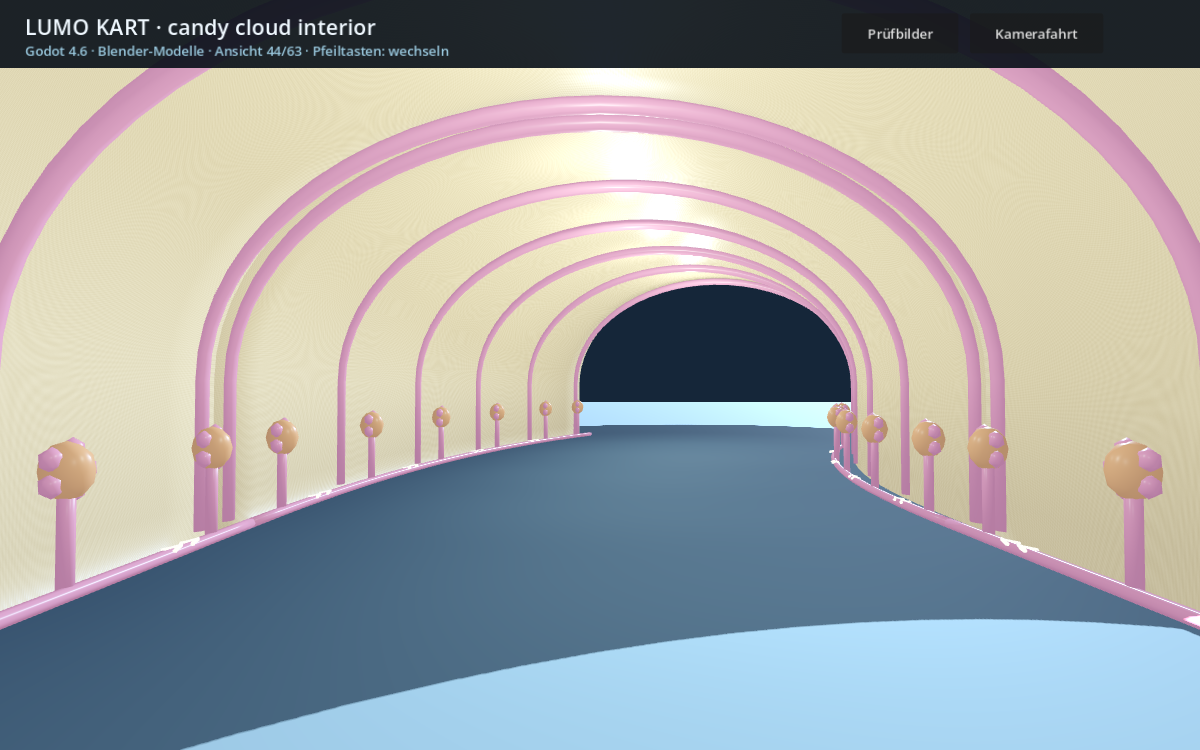 LUMO KART · candy cloud interior
Godot 4.6 · Blender-Modelle · Ansicht 44/63 · Pfeiltasten: wechseln
Prüfbilder
Kamerafahrt